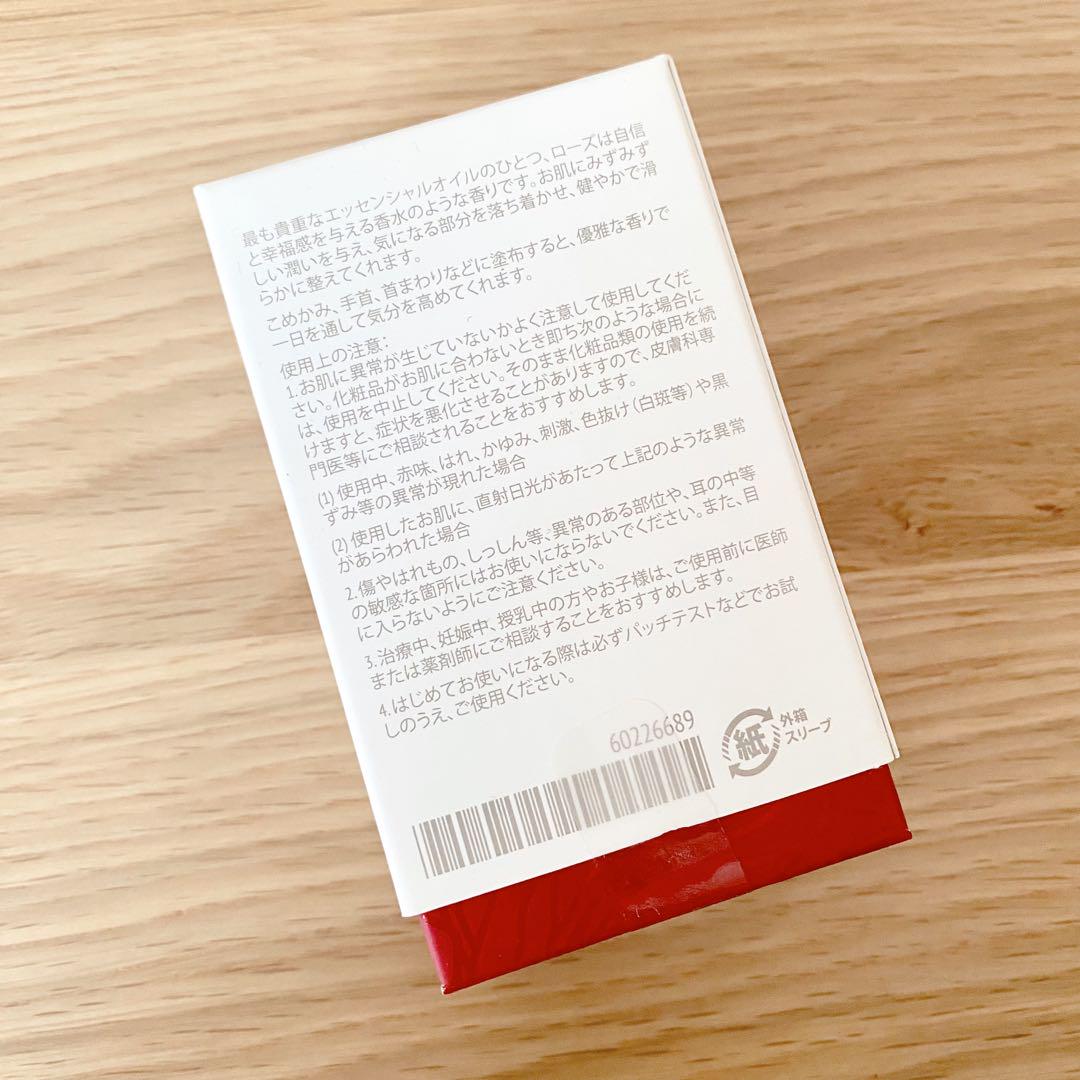 最も貴重なエッセンシャルオイルのひとつ、ローズは自信
と幸福感を与える香水のような香りです。お肌にみずみず
しい潤いを与え、気になる部分を落ち着かせ、健やかで滑
らかに整えてくれます。
こめかみ、手首、首まわりなどに塗布すると、優雅な香りで
一日を通して気分を高めてくれます。
使用上の注意:
1. お肌に異常が生じていないかよく注意して使用してくだ
さい。化粧品がお肌に合わないとき即ち次のような場合に
は、使用を中止してください。そのまま化粧品類の使用を続
けますと、症状を悪化させることがありますので、皮膚科専
門医等にご相談されることをおすすめします。
(1) 使用中、赤味、はれ、かゆみ、刺激、色抜け(白斑等)や黒
ずみ等の異常が現れた場合
(2) 使用したお肌に、直射日光があたって上記のような異常
があらわれた場合
2. 傷やはれもの、しっしん等、異常のある部位や、耳の中等
の敏感な箇所にはお使いにならないでください。また、目
に入らないようにご注意ください。
3. 治療中、妊娠中、授乳中の方やお子様は、ご使用前に医師
または薬剤師にご相談することをおすすめします。
4. はじめてお使いになる際は必ずパッチテストなどでお試
しのうえ、ご使用ください。
60226689
紙
外箱
スリーブ